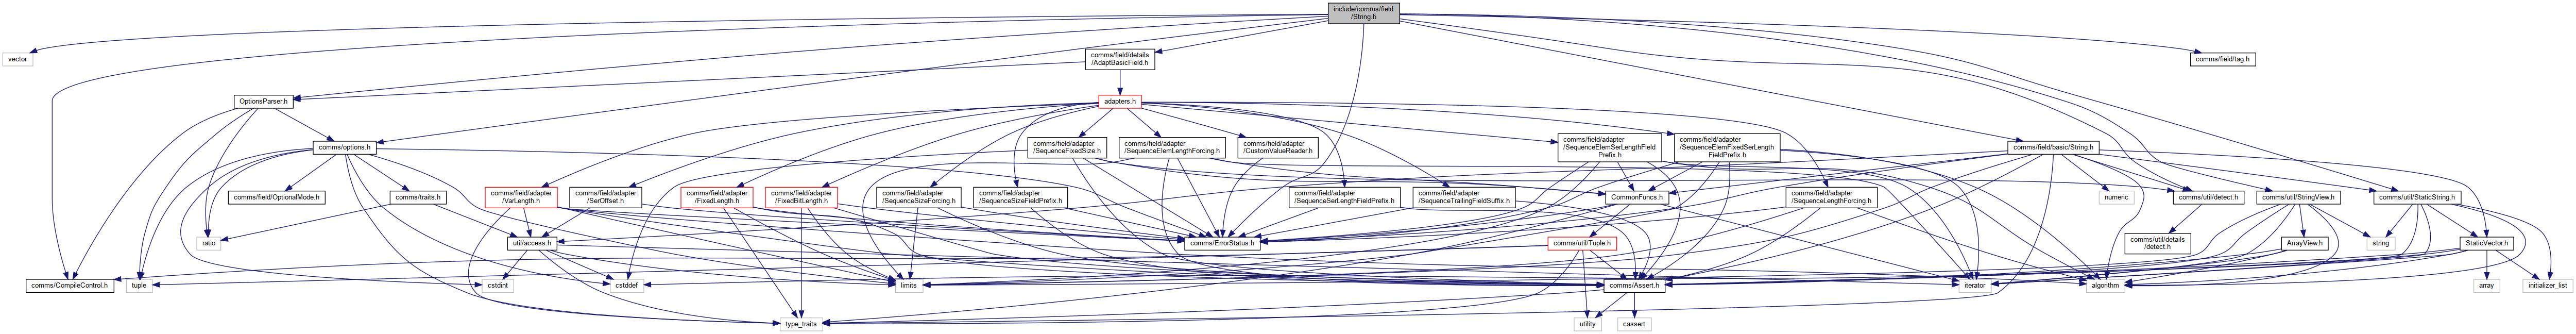 include/comms/field
/String.h
vector
comms/field/details
/AdaptBasicField.h
comms/field/tag.h
OptionsParser.h
adapters.h
comms/options.h
comms/field/adapter
/SequenceFixedSize.h
comms/field/adapter
/SequenceElemLengthForcing.h
comms/field/adapter
/CustomValueReader.h
comms/field/adapter
/SequenceElemSerLengthField
Prefix.h
comms/field/adapter
/SequenceElemFixedSerLength
FieldPrefix.h
comms/field/basic/String.h
comms/field/OptionalMode.h
comms/traits.h
comms/field/adapter
/VarLength.h
comms/field/adapter
/SerOffset.h
comms/field/adapter
/FixedLength.h
comms/field/adapter
/FixedBitLength.h
comms/field/adapter
/SequenceSizeForcing.h
comms/field/adapter
/SequenceSizeFieldPrefix.h
comms/field/adapter
/SequenceSerLengthFieldPrefix.h
comms/field/adapter
/SequenceTrailingFieldSuffix.h
CommonFuncs.h
comms/field/adapter
/SequenceLengthForcing.h
numeric
comms/util/detect.h
comms/util/StringView.h
comms/util/StaticString.h
ratio
util/access.h
comms/ErrorStatus.h
comms/util/Tuple.h
comms/util/details
/detect.h
ArrayView.h
string
StaticVector.h
comms/CompileControl.h
tuple
cstdint
cstddef
limits
comms/Assert.h
iterator
algorithm
array
initializer_list
type_traits
utility
cassert